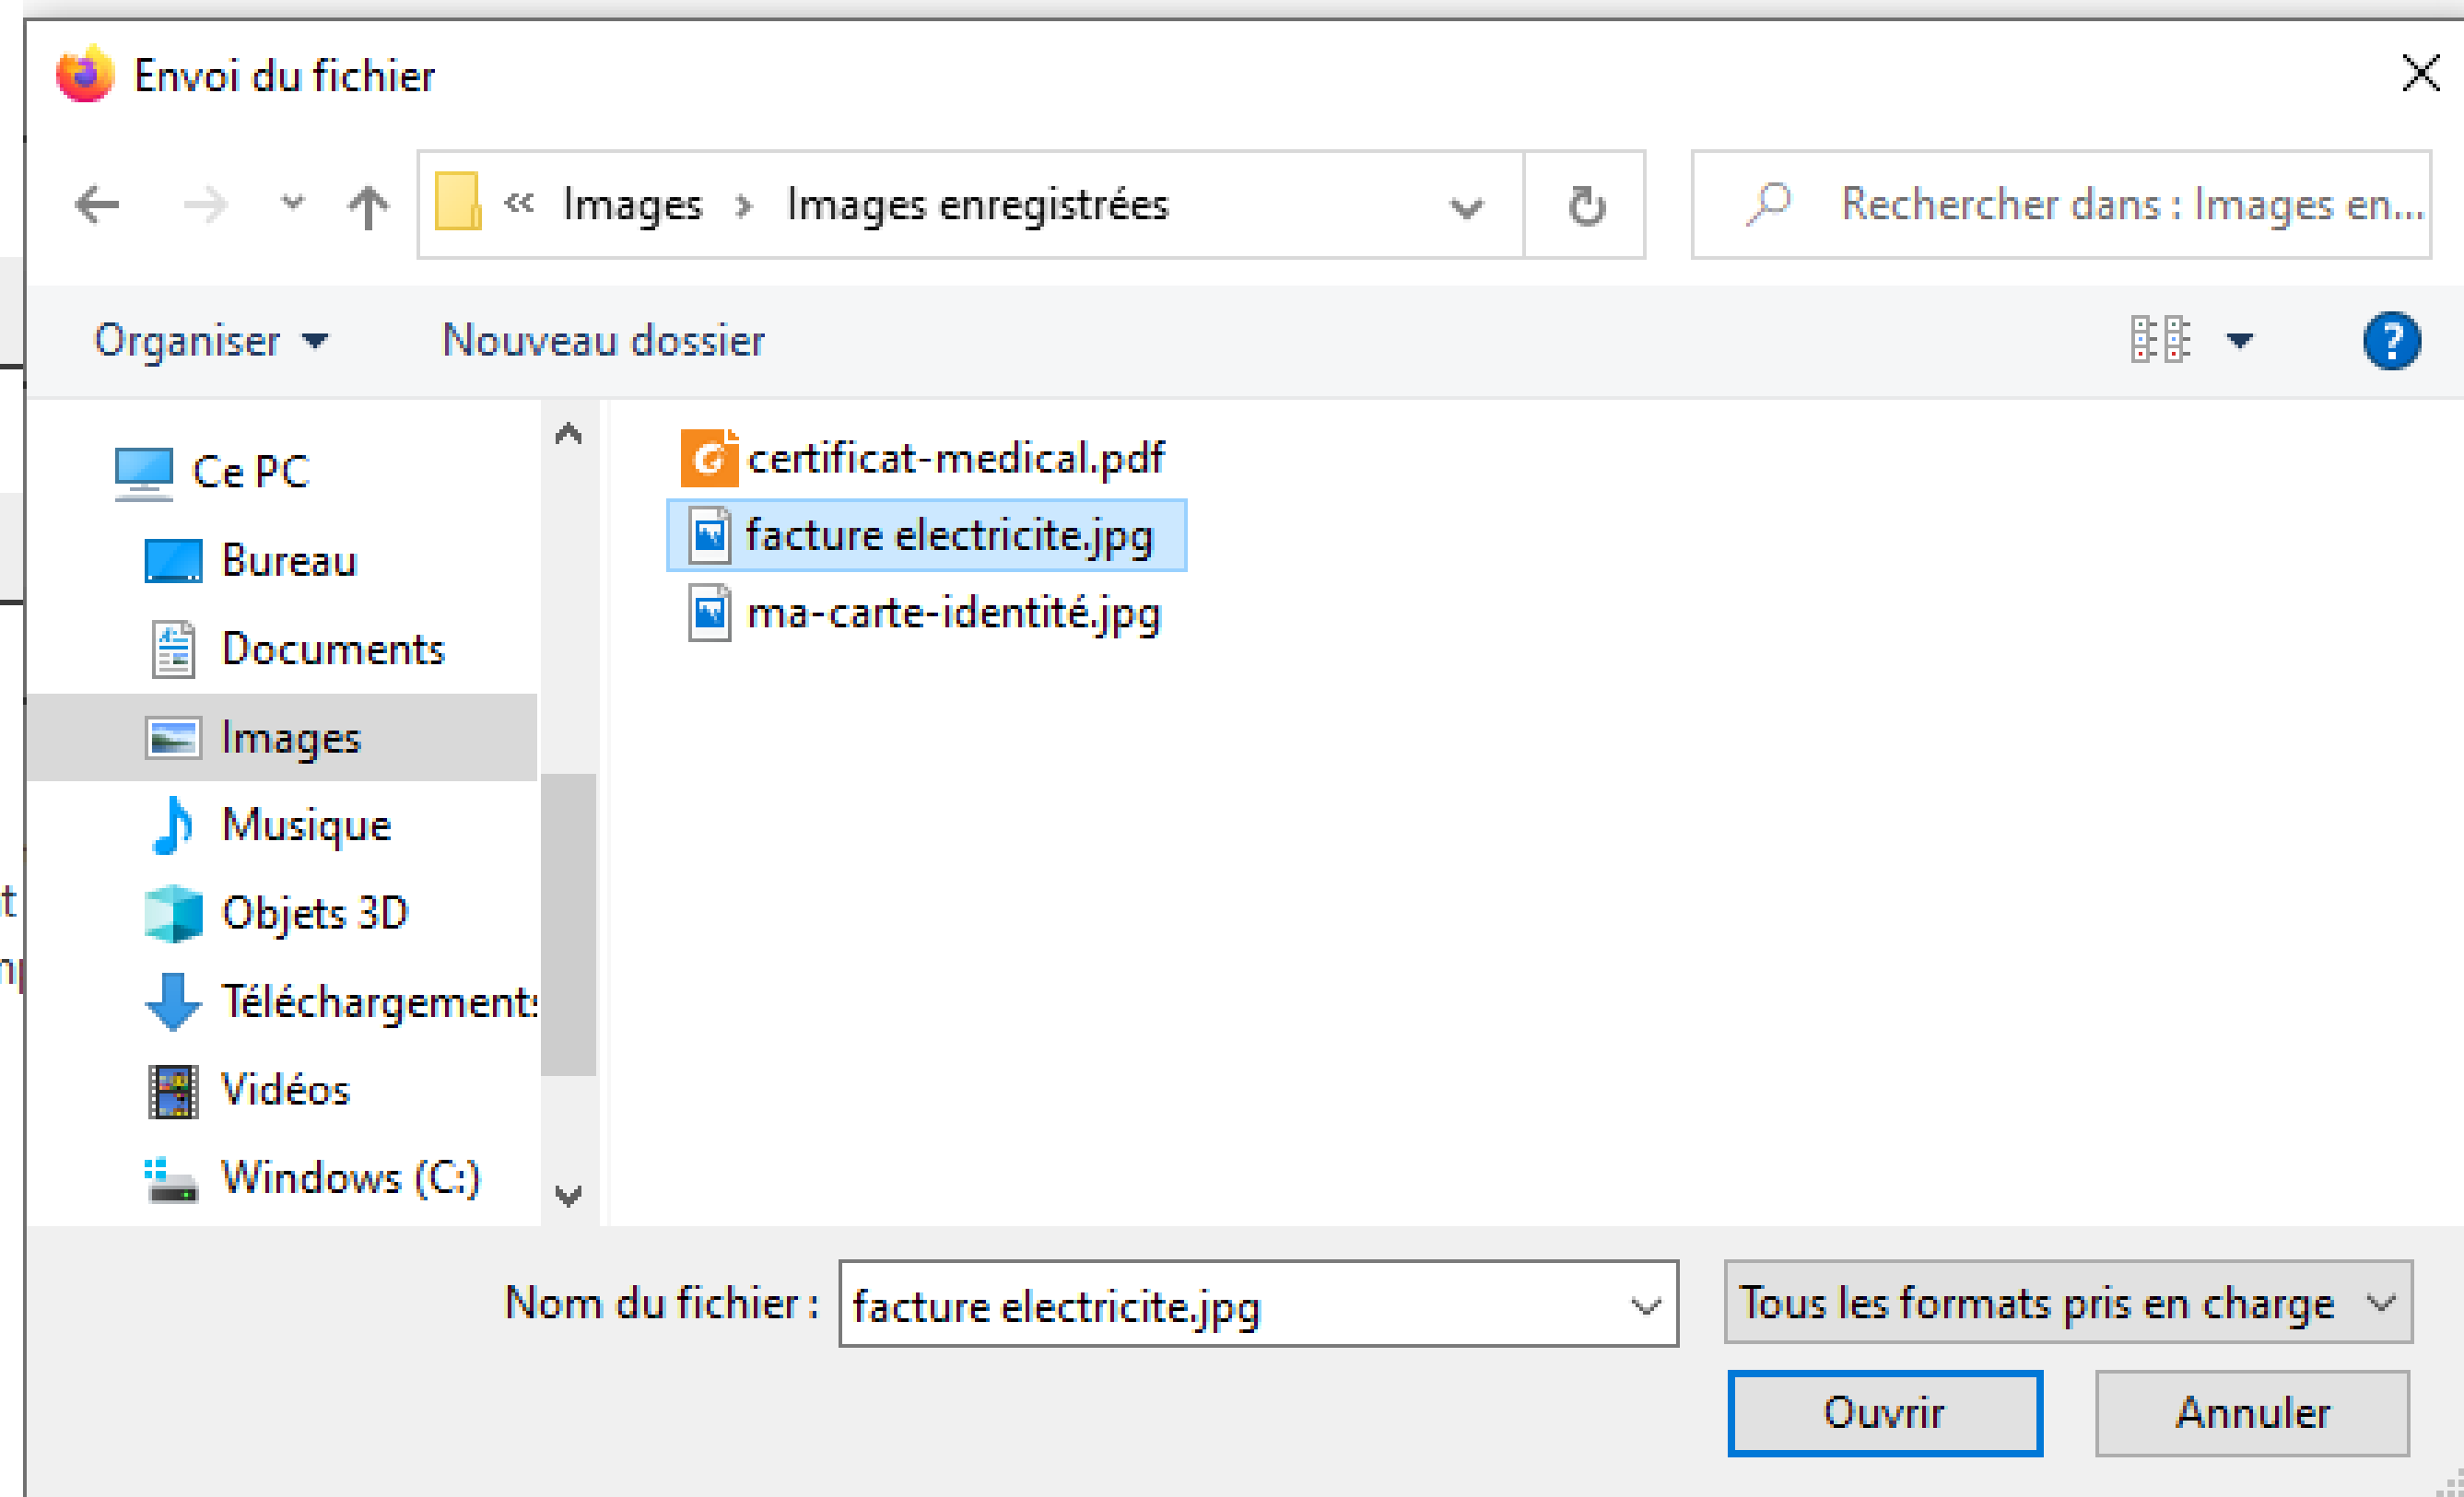 Envoi du fichier
« Images › Images enregistrées
Rechercher dans : Images en...
Organiser
Nouveau dossier
?
Ce PC
Bureau
Documents
Images
Musique
Objets 3D
Téléchargements
Vidéos
Windows (C:)
certificat-medical.pdf
facture electricite.jpg
ma-carte-identité.jpg
Nom du fichier : facture electricite.jpg
Tous les formats pris en charge
Ouvrir
Annuler